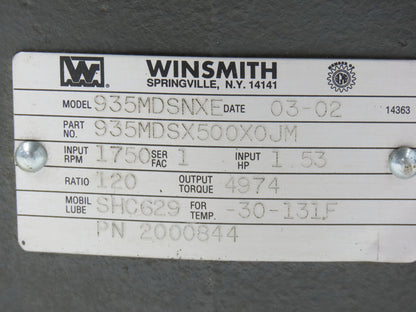 WINSMITH
SPRINGVILLE, N.Y. 14141
MODEL 935MDSNXE DATE 03-02 14363
PART NO. 935MDSX500X0JM
INPUT RPM 1750 SER FAC 1 INPUT HP 1.53
RATIO 120 OUTPUT TORQUE 4974
MOBIL LUBE SHC629 FOR TEMP. -30-131F
PN 2000844